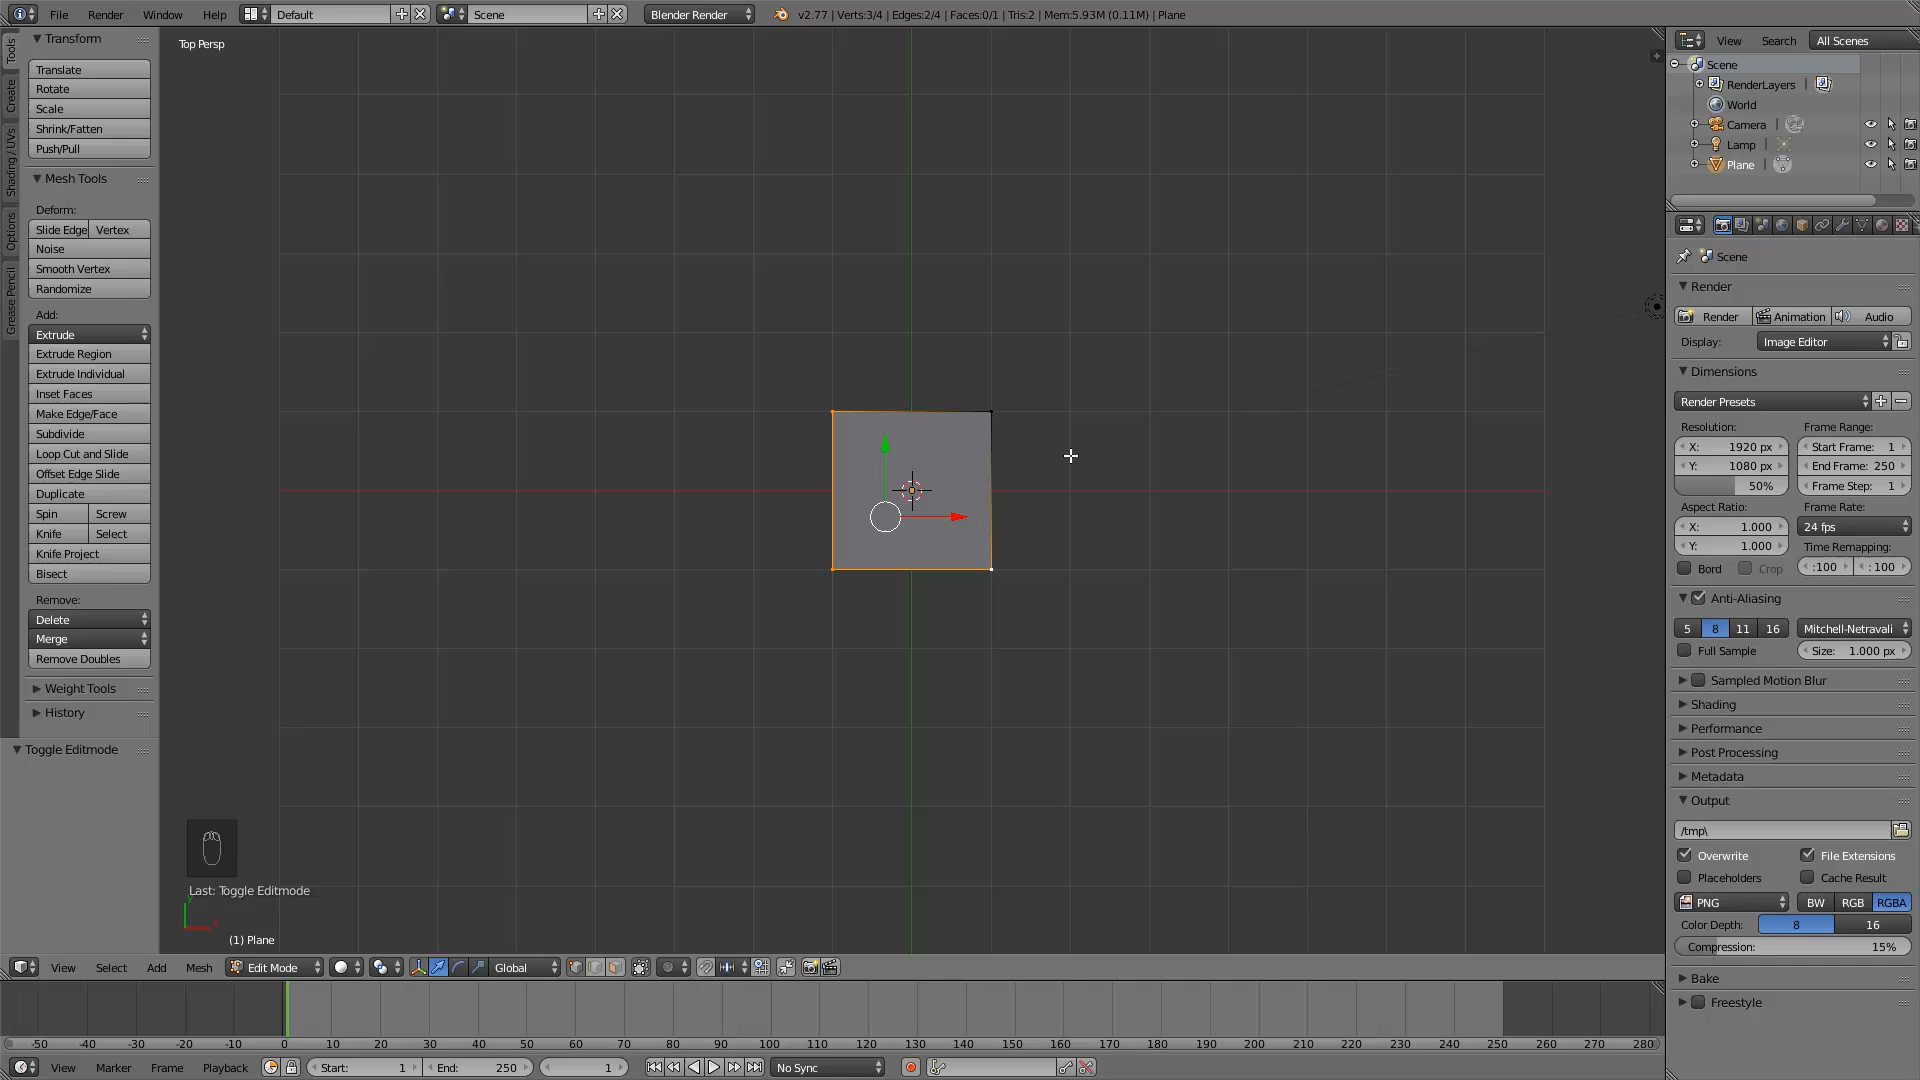 File Render Window Help Default Scene Blender Render v2.77 | Verts:3/4 | Edges:2/4 | Faces:0/1 | Tris:2 | Mem:5.93M (0.11M) | Plane
Tools
Create
Shading / UVs
Options
Grease Pencil
Transform
Translate
Rotate
Scale
Shrink/Fatten
Push/Pull
Mesh Tools
Deform:
Slide Edge Vertex
Noise
Smooth Vertex
Randomize
Add:
Extrude
Extrude Region
Extrude Individual
Inset Faces
Make Edge/Face
Subdivide
Loop Cut and Slide
Offset Edge Slide
Duplicate
Spin Screw
Knife Select
Knife Project
Bisect
Remove:
Delete
Merge
Remove Doubles
Weight Tools
History
Toggle Editmode
Top Persp
Last: Toggle Editmode
y
x
(1) Plane
View Select Add Mesh Edit Mode Global
-50 -40 -30 -20 -10 0 10 20 30 40 50 60 70 80 90 100 110 120 130 140 150 160 170 180 190 200 210 220 230 240 250 260 270 280
View Marker Frame Playback Start: 1 End: 250 1 No Sync
View Search All Scenes
Scene
RenderLayers |
World
Camera |
Lamp |
Plane |
Scene
Render
Render Animation Audio
Display: Image Editor
Dimensions
Render Presets
Resolution: Frame Range:
X: 1920 px Start Frame: 1
Y: 1080 px End Frame: 250
50% Frame Step: 1
Aspect Ratio: Frame Rate:
X: 1.000 24 fps
Y: 1.000 Time Remapping:
Bord Crop :100 : 100
Anti-Aliasing
5 8 11 16 Mitchell-Netravali
Full Sample Size: 1.000 px
Sampled Motion Blur
Shading
Performance
Post Processing
Metadata
Output
/tmp\
Overwrite File Extensions
Placeholders Cache Result
PNG BW RGB RGBA
Color Depth: 8 16
Compression: 15%
Bake
Freestyle